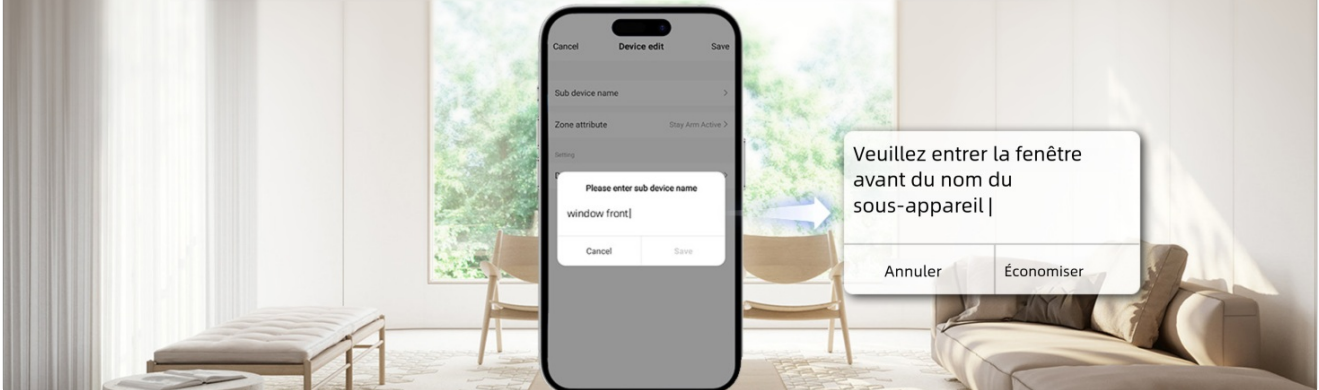 Cancel Device edit Save
Sub device name
Zone attribute Stay Arm Active
Setting
Please enter sub device name
window front
Cancel Save
Veuillez entrer la fenêtre
avant du nom du
sous-appareil
Annuler Économiser